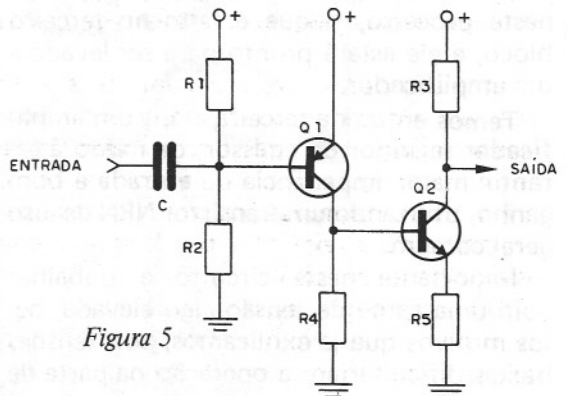 +
+
+
R1
R3
Q1
ENTRADA
SAÍDA
C
Q2
R2
R4
R5
Figura 5